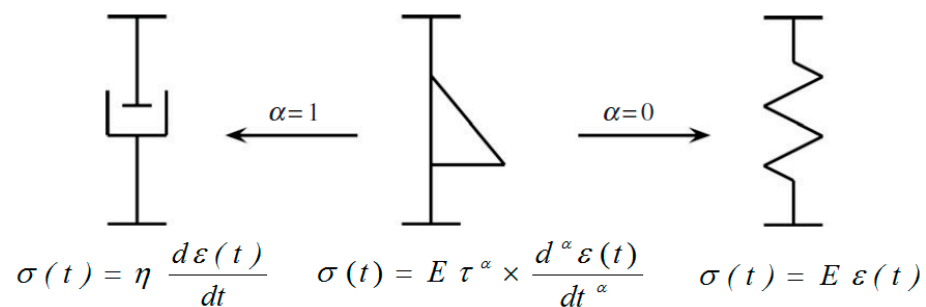 α=1
α=0
σ(t) = η dε(t)/dt
σ(t) = E τ^α × d^α ε(t)/dt^α
σ(t) = E ε(t)